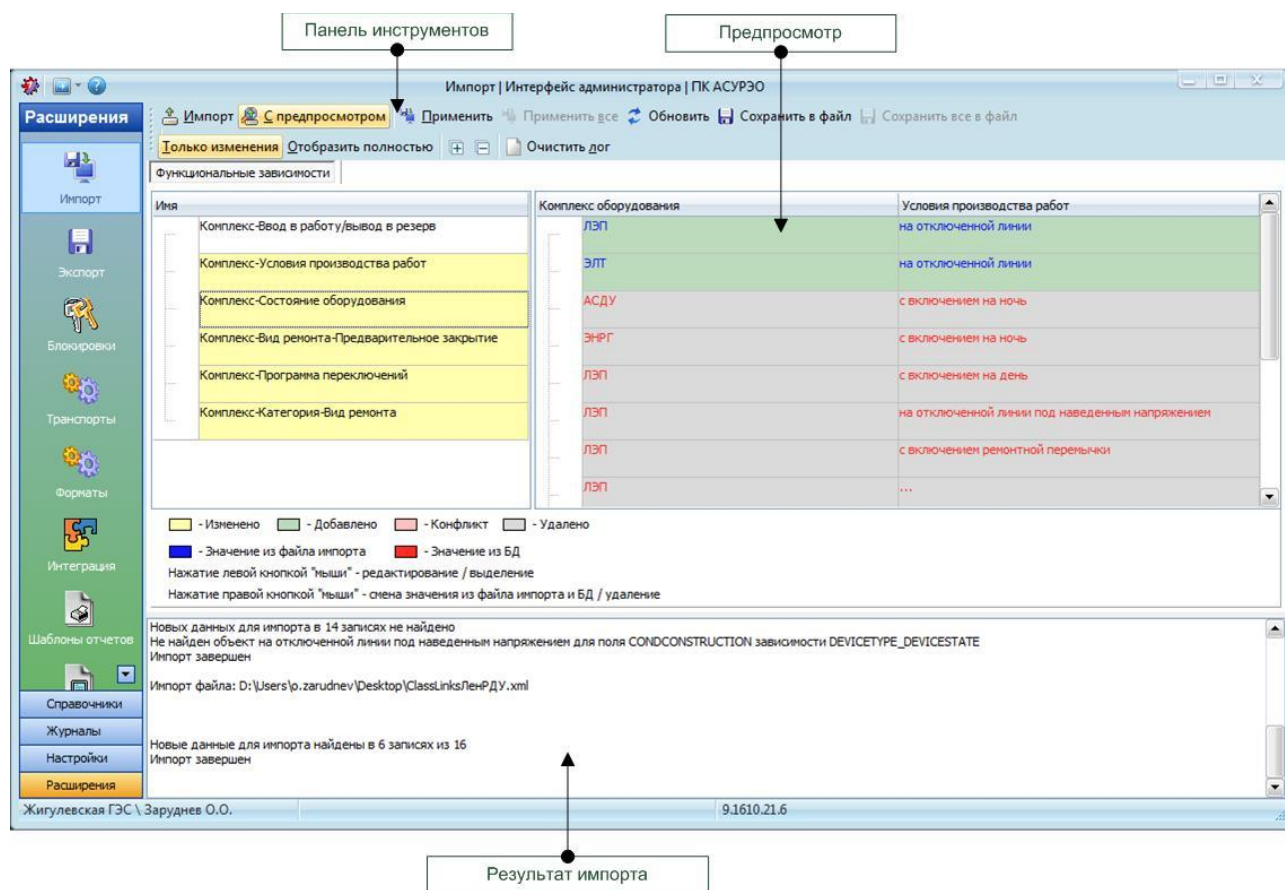 Панель инструментов
Предпросмотр
Импорт | Интерфейс администратора | ПК АСУРЭО
Расширения
Импорт
С предпросмотром
Применить
Применить все
Обновить
Сохранить в файл
Сохранить все в файл
Только изменения
Отобразить полностью
Очистить лог
Импорт
Экспорт
Блокировки
Транспорты
Форматы
Интеграция
Шаблоны отчетов
Справочники
Журналы
Настройки
Расширения
Функциональные зависимости
Имя
Комплекс-Ввод в работу/вывод в резерв
Комплекс-Условия производства работ
Комплекс-Состояние оборудования
Комплекс-Вид ремонта-Предварительное закрытие
Комплекс-Программа переключений
Комплекс-Категория-Вид ремонта
Комплекс оборудования Условия производства работ
ЛЭП на отключенной линии
ЭЛТ на отключенной линии
АСДУ с включением на ночь
ЭНРГ с включением на ночь
ЛЭП с включением на день
ЛЭП на отключенной линии под наведенным напряжением
ЛЭП с включением ремонтной перемычки
ЛЭП ...
- Изменено - Добавлено - Конфликт - Удалено
- Значение из файла импорта - Значение из БД
Нажатие левой кнопкой "мыши" - редактирование / выделение
Нажатие правой кнопкой "мыши" - смена значения из файла импорта и БД / удаление
Новых данных для импорта в 14 записях не найдено
Не найден объект на отключенной линии под наведенным напряжением для поля CONDCONSTRUCTION зависимости DEVICETYPE_DEVICESTATE
Импорт завершен
Импорт файла: D:\Users\o.zarudnev\Desktop\ClassLinksЛенРДУ.xml
Новые данные для импорта найдены в 6 записях из 16
Импорт завершен
Жигулевская ГЭС \ Заруднев О.О.
9.1610.21.6
Результат импорта